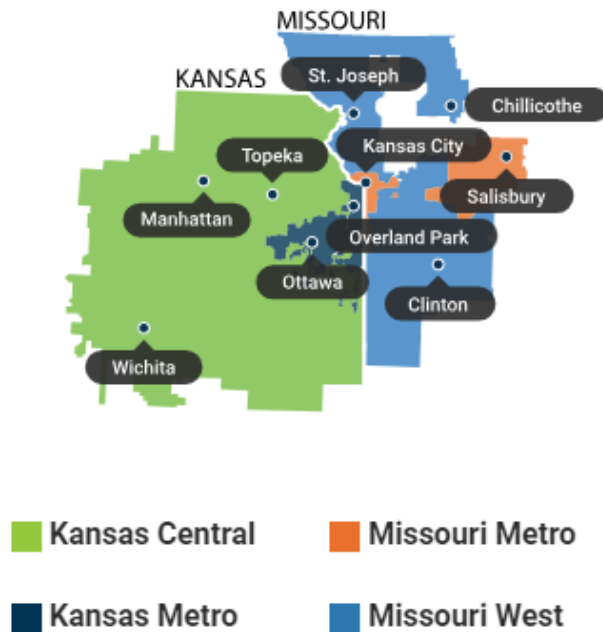 MISSOURI
KANSAS
St. Joseph
Chillicothe
Kansas City
Topeka
Salisbury
Manhattan
Overland Park
Ottawa
Clinton
Wichita
Kansas Central
Missouri Metro
Kansas Metro
Missouri West